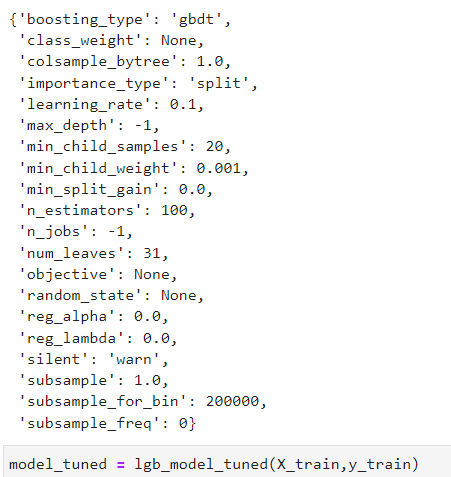 {'boosting_type': 'gbdt',
 'class_weight': None,
 'colsample_bytree': 1.0,
 'importance_type': 'split',
 'learning_rate': 0.1,
 'max_depth': -1,
 'min_child_samples': 20,
 'min_child_weight': 0.001,
 'min_split_gain': 0.0,
 'n_estimators': 100,
 'n_jobs': -1,
 'num_leaves': 31,
 'objective': None,
 'random_state': None,
 'reg_alpha': 0.0,
 'reg_lambda': 0.0,
 'silent': 'warn',
 'subsample': 1.0,
 'subsample_for_bin': 200000,
 'subsample_freq': 0}
model_tuned = lgb_model_tuned(X_train,y_train)